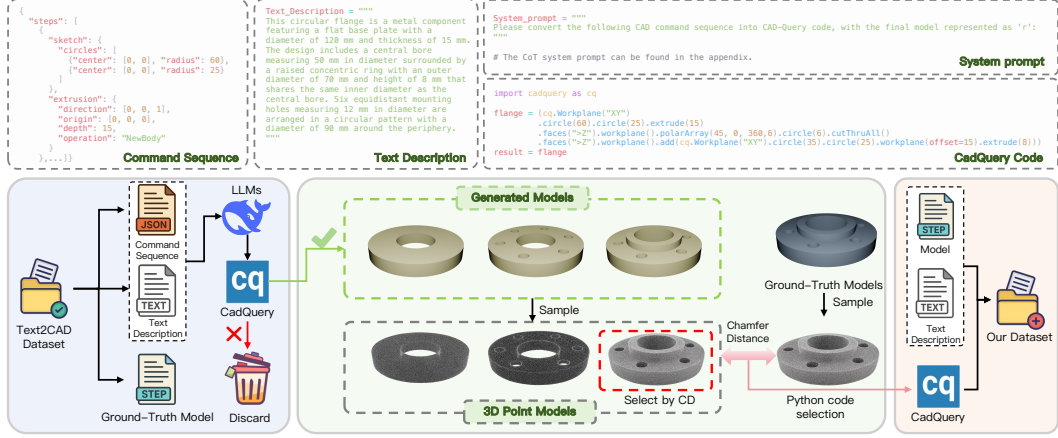 {
"steps": [
{
"sketch": {
"circles": [
{"center": [0, 0], "radius": 60},
{"center": [0, 0], "radius": 25}
]
},
"extrusion": {
"direction": [0, 0, 1],
"origin": [0, 0, 0],
"depth": 15,
"operation": "NewBody"
}
},...]}
Command Sequence
Text_Description = """
This circular flange is a metal component
featuring a flat base plate with a
diameter of 120 mm and thickness of 15 mm.
The design includes a central bore
measuring 50 mm in diameter surrounded by
a raised concentric ring with an outer
diameter of 70 mm and height of 8 mm that
shares the same inner diameter as the
central bore. Six equidistant mounting
holes measuring 12 mm in diameter are
arranged in a circular pattern with a
diameter of 90 mm around the periphery.
"""
Text Description
System_prompt = """
Please convert the following CAD command sequence into CAD-Query code, with the final model represented as 'r':
"""
# The CoT system prompt can be found in the appendix.
System prompt
import cadquery as cq
flange = (cq.Workplane("XY")
.circle(60).circle(25).extrude(15)
.faces(">Z").workplane().polarArray(45, 0, 360,6).circle(6).cutThruAll()
.faces(">Z").workplane().add(cq.Workplane("XY").circle(35).circle(25).workplane(offset=15).extrude(8)))
result = flange
CadQuery Code
Text2CAD
Dataset
JSON
Command
Sequence
TEXT
Text
Description
STEP
Ground-Truth Model
LLMs
cq
CadQuery
Discard
Generated Models
Sample
3D Point Models
Select by CD
Ground-Truth Models
Sample
Chamfer
Distance
Python code
selection
STEP
Model
TEXT
Text
Description
cq
CadQuery
Our Dataset